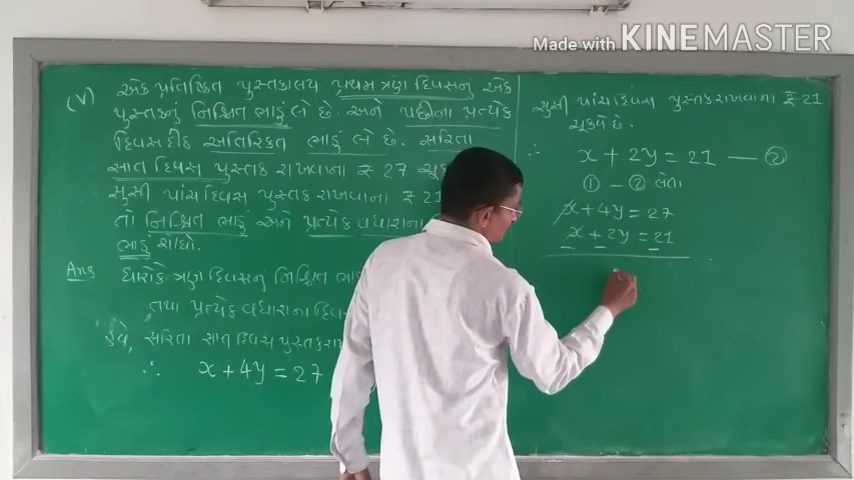 Made with KINEMASTER
(V) એક પ્રતિષ્ઠિત પુસ્તકાલય પ્રથમ ત્રણ દિવસનું એક
પુસ્તકનું નિશ્ચિત ભાડું લે છે. અને પછીના પ્રત્યેક
દિવસ દીઠ અતિરિક્ત ભાડું લે છે. સરિતા
સાત દિવસ પુસ્તક રાખવાના ₹ 27
સુસી પાંચ દિવસ પુસ્તક રાખવાના ₹ 21
તો નિશ્ચિત ભાડું અને પ્રત્યેક વધારાના
ભાડું શોધો.
Ans ધારોકે ત્રણ દિવસનું નિશ્ચિત
તથા પ્રત્યેક વધારાના
હવે, સરિતા સાત દિવસ
∴ x + 4y = 27
સુસી પાંચ દિવસ પુસ્તક રાખવાના ₹ 21
ચૂકવે છે.
∴ x + 2y = 21 — ②
① – ② લેતાં
x + 4y = 27
x + 2y = 21
– – –